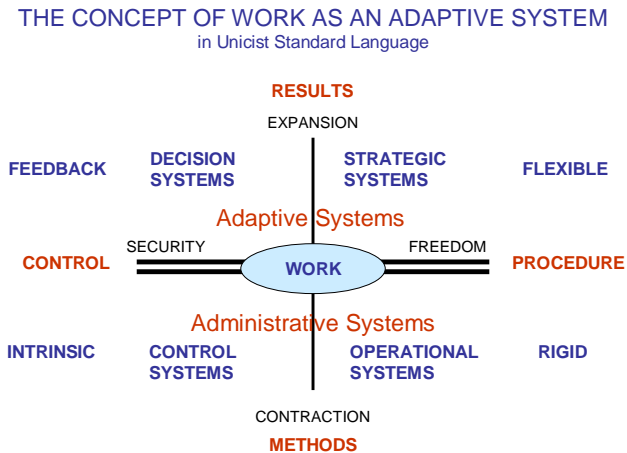 THE CONCEPT OF WORK AS AN ADAPTIVE SYSTEM
in Unicist Standard Language
RESULTS
EXPANSION
FEEDBACK
DECISION
SYSTEMS
STRATEGIC
SYSTEMS
FLEXIBLE
Adaptive Systems
SECURITY
FREEDOM
CONTROL
WORK
PROCEDURE
Administrative Systems
INTRINSIC
CONTROL
SYSTEMS
OPERATIONAL
SYSTEMS
RIGID
CONTRACTION
METHODS